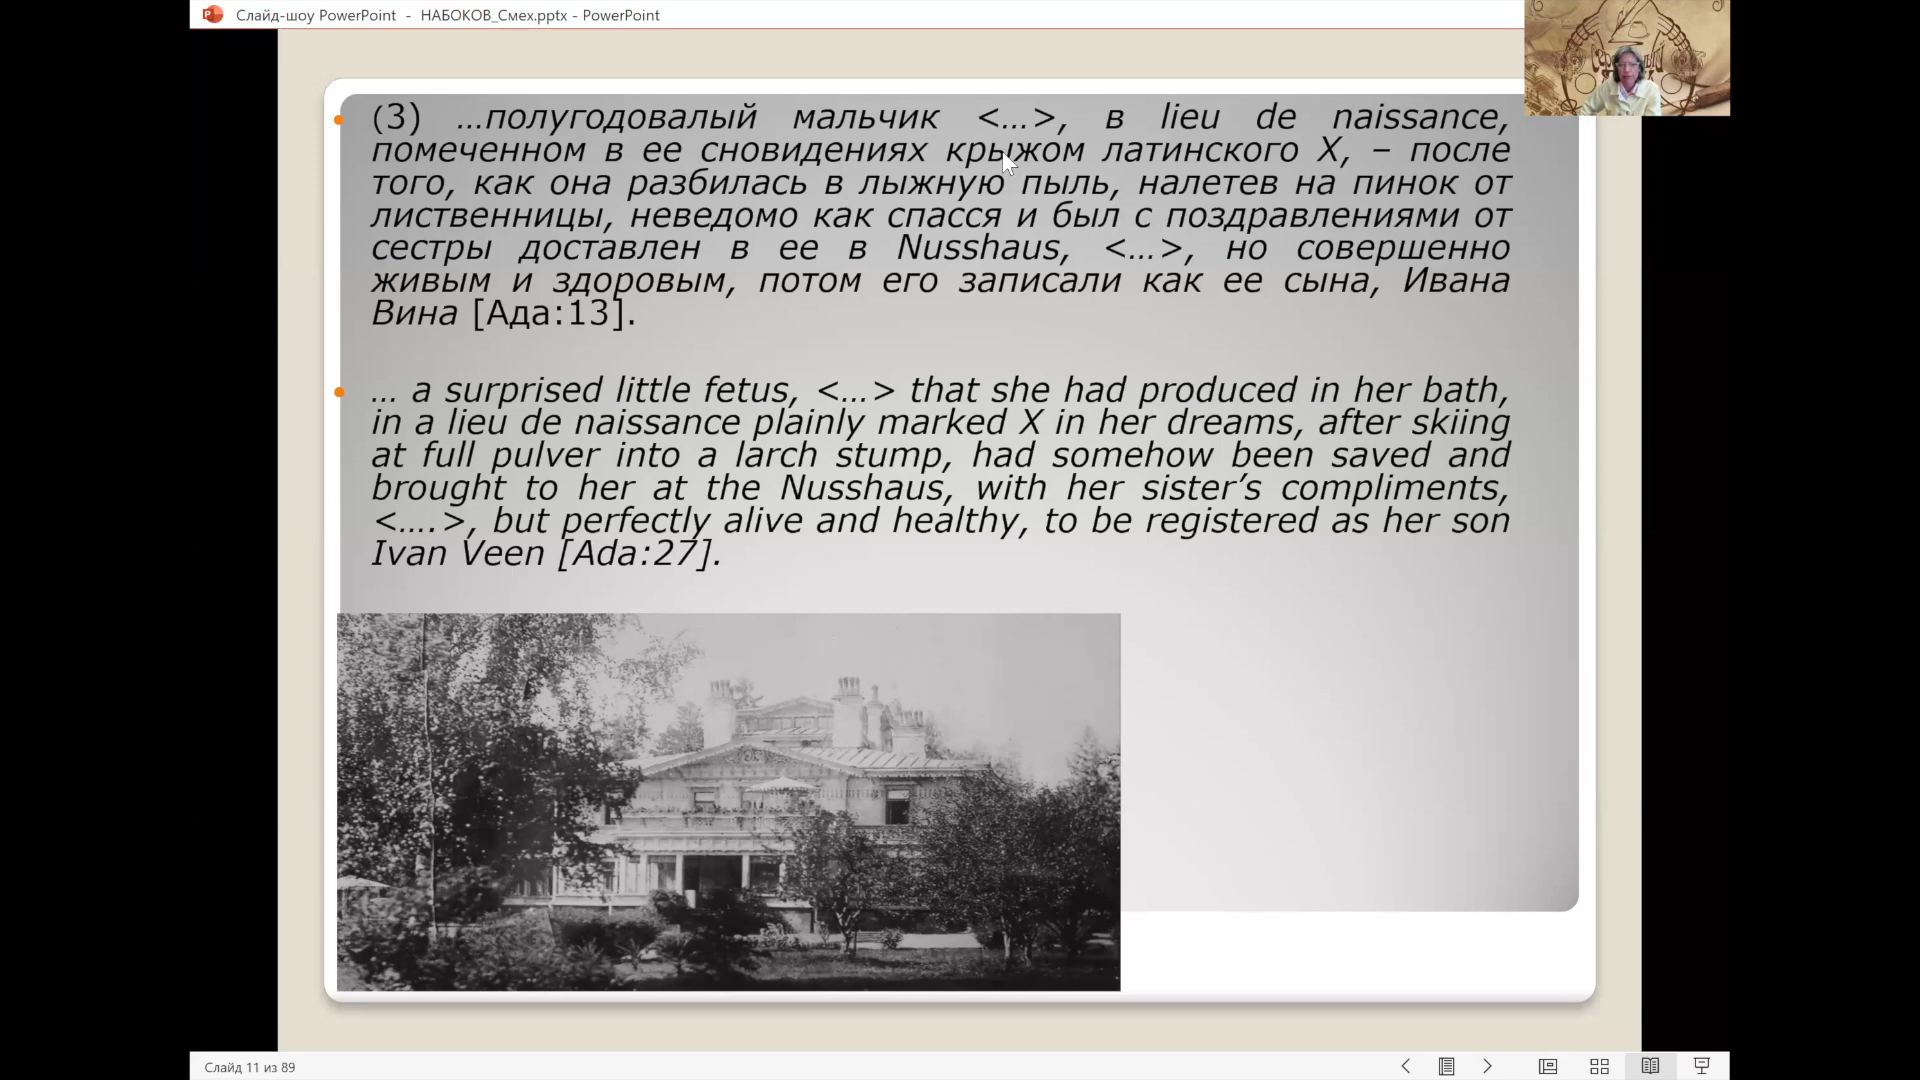 Слайд-шоу PowerPoint - НАБОКОВ_Смех.pptx - PowerPoint
(3) …полугодовалый мальчик <…>, в lieu de naissance,
помеченном в ее сновидениях крыжом латинского X, – после
того, как она разбилась в лыжную пыль, налетев на пинок от
лиственницы, неведомо как спасся и был с поздравлениями от
сестры доставлен в ее в Nusshaus, <…>, но совершенно
живым и здоровым, потом его записали как ее сына, Ивана
Вина [Ада:13].
… a surprised little fetus, <…> that she had produced in her bath,
in a lieu de naissance plainly marked X in her dreams, after skiing
at full pulver into a larch stump, had somehow been saved and
brought to her at the Nusshaus, with her sister’s compliments,
<….>, but perfectly alive and healthy, to be registered as her son
Ivan Veen [Ada:27].
Слайд 11 из 89